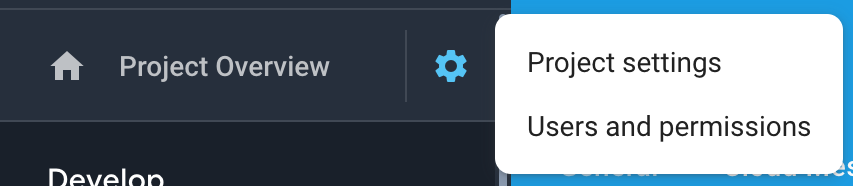 Project Overview
Project settings
Users and permissions
Develop